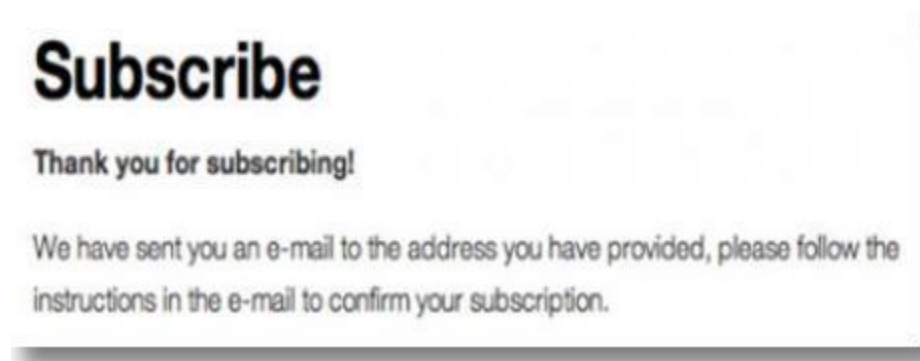 Subscribe
Thank you for subscribing!
We have sent you an e-mail to the address you have provided, please follow the
instructions in the e-mail to confirm your subscription.